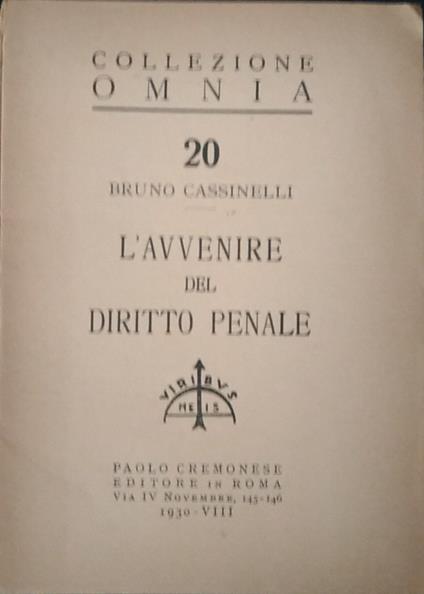 COLLEZIONE
OMNIA
20
BRUNO CASSINELLI
L'AVVENIRE
DEL
DIRITTO PENALE
VIRIBVS
MEIS
PAOLO CREMONESE
EDITORE IN ROMA
VIA IV NOVEMBRE, 145-146
1930-VIII